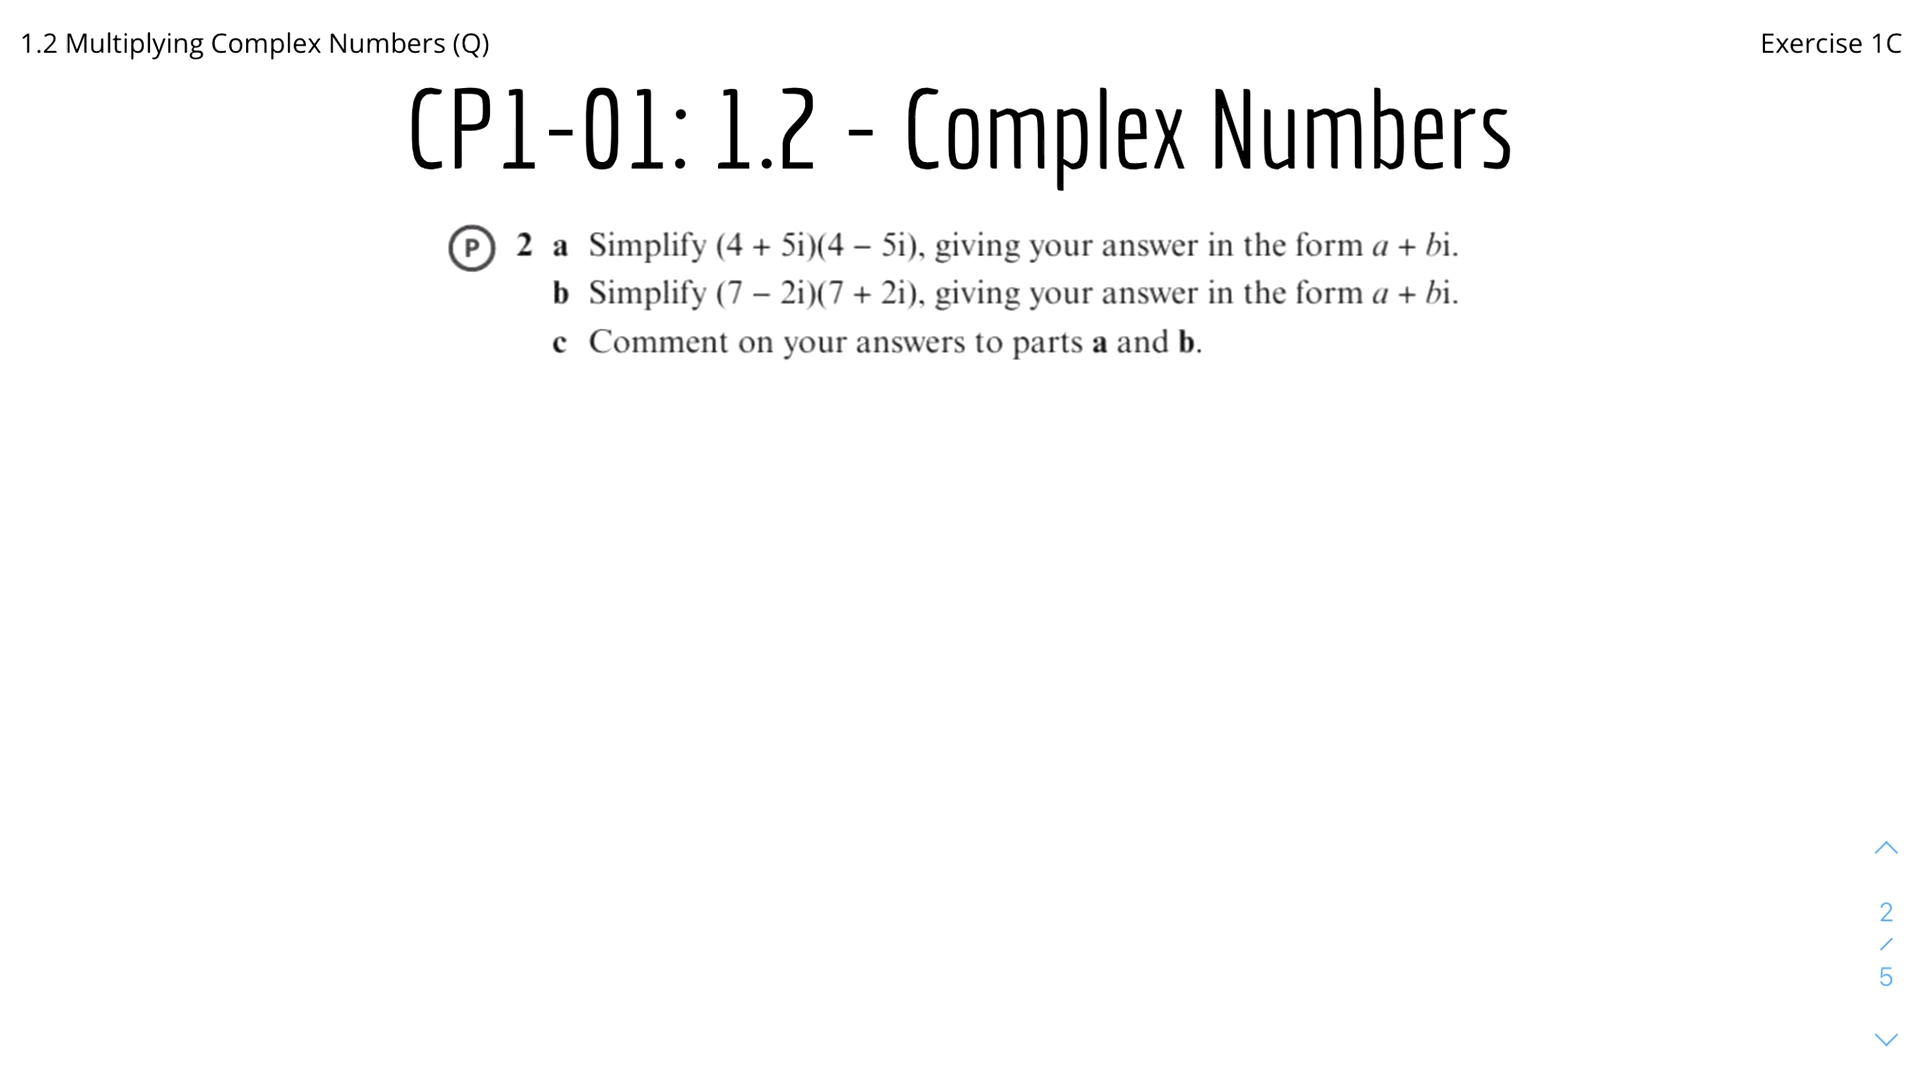 1.2 Multiplying Complex Numbers (Q)
Exercise 1C
CP1-01: 1.2 - Complex Numbers
P 2 a Simplify (4 + 5i)(4 – 5i), giving your answer in the form a + bi.
b Simplify (7 – 2i)(7 + 2i), giving your answer in the form a + bi.
c Comment on your answers to parts a and b.
2
/
5